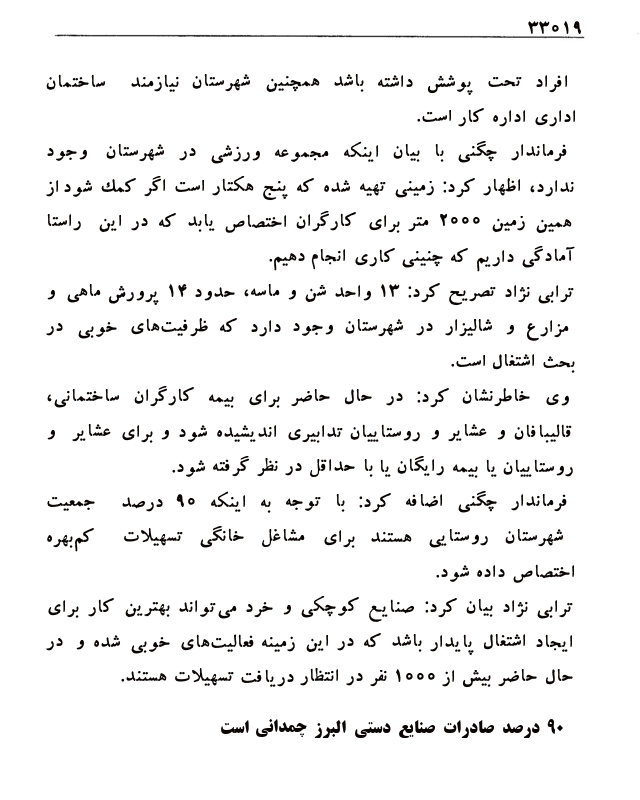 ۳۳۰۱۹
افراد تحت پوشش داشته باشد همچنین شهرستان نیازمند ساختمان
اداری اداره کار است.
فرماندار چگنی با بیان اینکه مجموعه ورزشی در شهرستان وجود
ندارد، اظهار کرد: زمینی تهیه شده که پنج هکتار است اگر کمك شود از
همین زمین ۲۰۰۰ متر برای کارگران اختصاص یابد که در این راستا
آمادگی داریم که چنینی کاری انجام دهیم.
ترابی نژاد تصریح کرد: ۱۳ واحد شن و ماسه، حدود ۱۴ پرورش ماهی و
مزارع و شالیزار در شهرستان وجود دارد که ظرفیت‌های خوبی در
بحث اشتغال است.
وی خاطرنشان کرد: در حال حاضر برای بیمه کارگران ساختمانی،
قالیبافان و عشایر و روستاییان تدابیری اندیشیده شود و برای عشایر و
روستاییان یا بیمه رایگان یا با حداقل در نظر گرفته شود.
فرماندار چگنی اضافه کرد: با توجه به اینکه ۹۰ درصد جمعیت
شهرستان روستایی هستند برای مشاغل خانگی تسهیلات کم‌بهره
اختصاص داده شود.
ترابی نژاد بیان کرد: صنایع کوچکی و خرد می‌تواند بهترین کار برای
ایجاد اشتغال پایدار باشد که در این زمینه فعالیت‌های خوبی شده و در
حال حاضر بیش از ۱۰۰۰ نفر در انتظار دریافت تسهیلات هستند.
۹۰ درصد صادرات صنایع دستی البرز چمدانی است